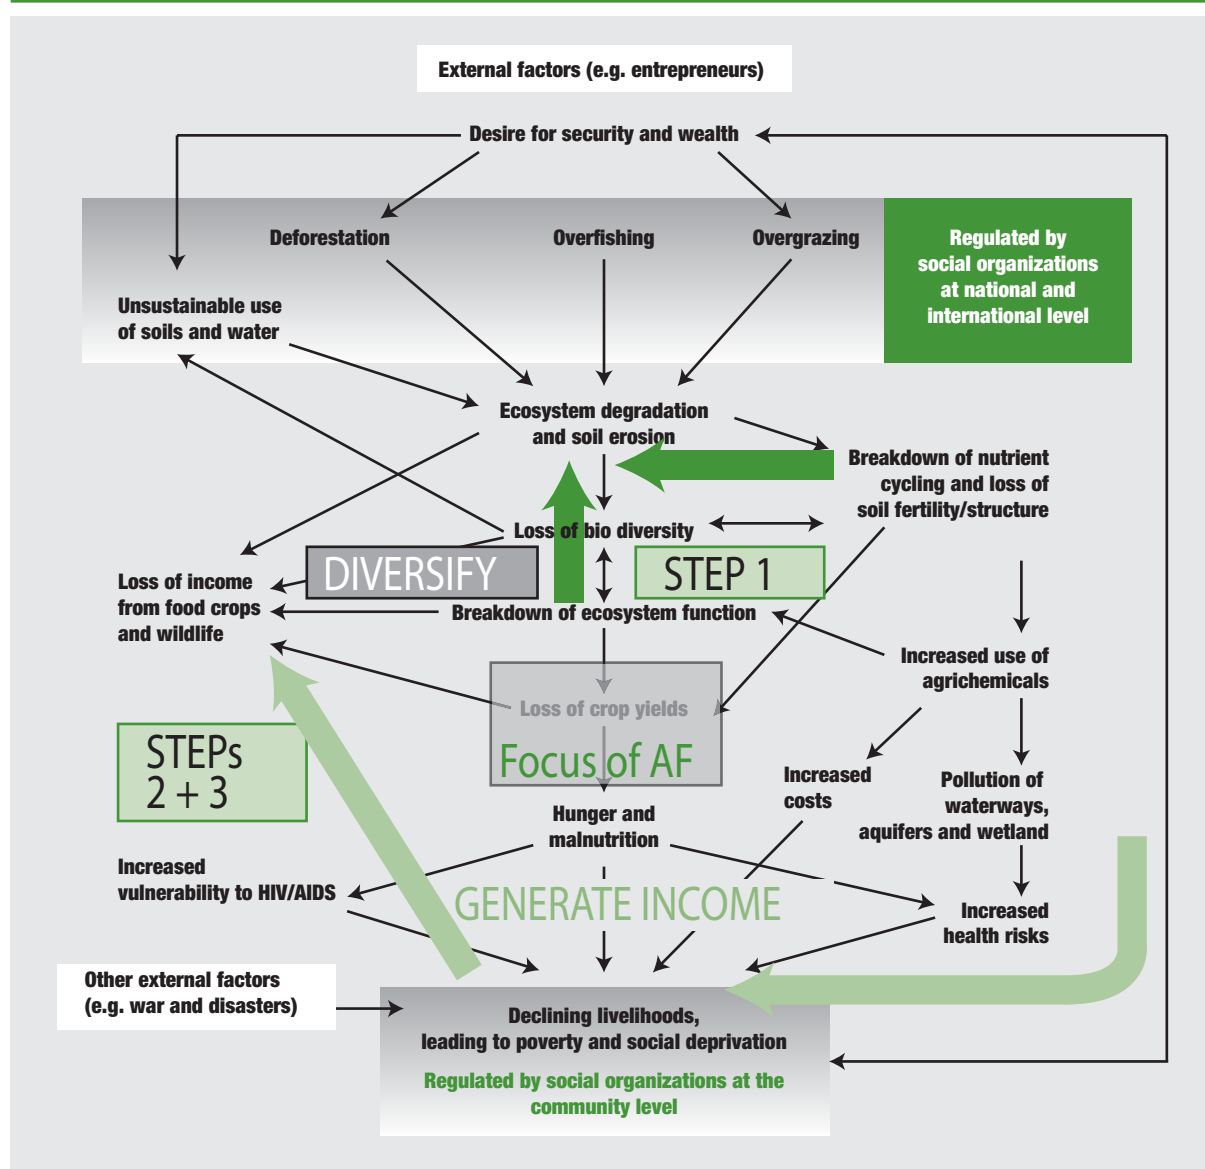 External factors (e.g. entrepreneurs)
Desire for security and wealth
Deforestation
Overfishing
Overgrazing
Regulated by
social organizations
at national and
international level
Unsustainable use
of soils and water
Ecosystem degradation
and soil erosion
Breakdown of nutrient
cycling and loss of
soil fertility/structure
Loss of bio diversity
DIVERSIFY
STEP 1
Loss of income
from food crops
and wildlife
Breakdown of ecosystem function
Increased use of
agrichemicals
Loss of crop yields
Focus of AF
STEPs
2 + 3
Increased
costs
Pollution of
waterways,
aquifers and wetland
Hunger and
malnutrition
Increased
vulnerability to HIV/AIDS
GENERATE INCOME
Increased
health risks
Other external factors
(e.g. war and disasters)
Declining livelihoods,
leading to poverty and social deprivation
Regulated by social organizations at the
community level